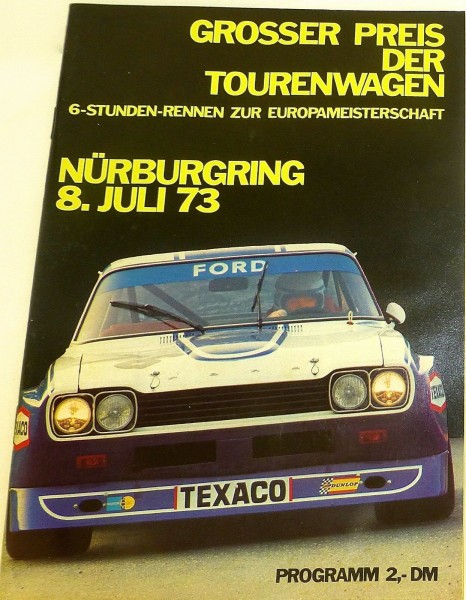 GROSSER PREIS
DER
TOURENWAGEN
6-STUNDEN-RENNEN ZUR EUROPAMEISTERSCHAFT
NÜRBURGRING
8. JULI 73
FORD
TEXACO
TEXACO
DUNLOP
PROGRAMM 2,- DM